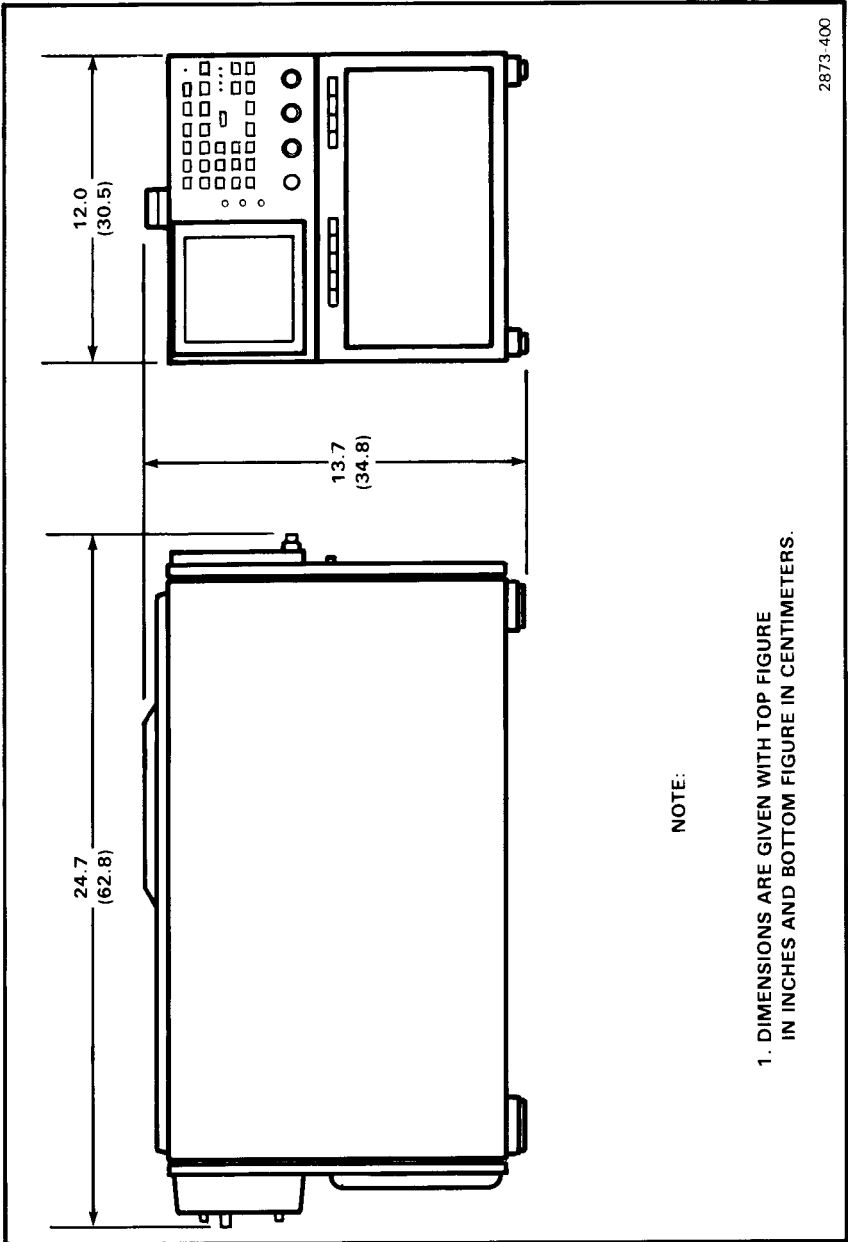 24.7
(62.8)
12.0
(30.5)
13.7
(34.8)
NOTE:
1. DIMENSIONS ARE GIVEN WITH TOP FIGURE
IN INCHES AND BOTTOM FIGURE IN CENTIMETERS.
2873-400